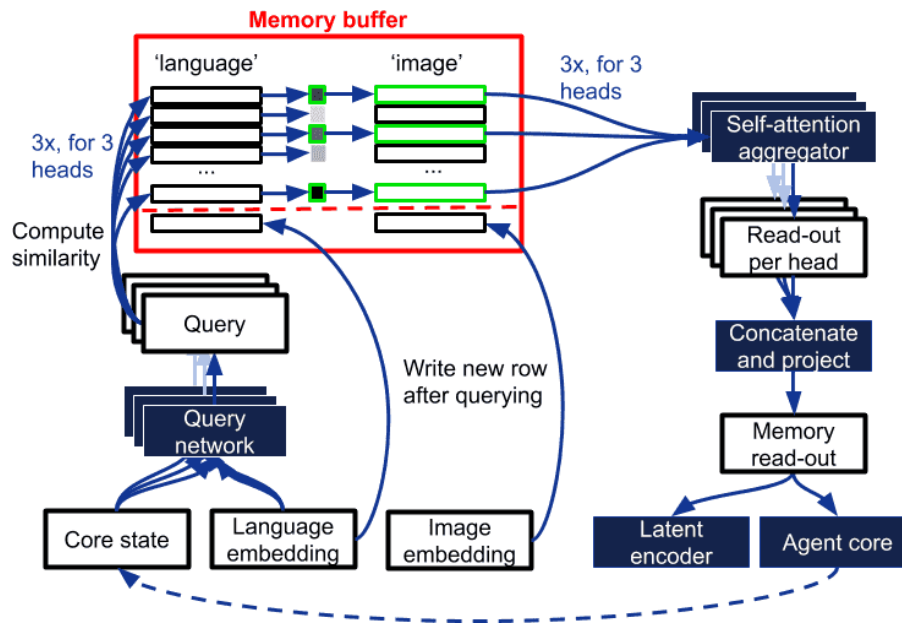 Memory buffer
‘language’
‘image’
3x, for 3
heads
3x, for 3
heads
...
...
Compute
similarity
Self-attention
aggregator
Read-out
per head
Query
Concatenate
and project
Write new row
after querying
Query
network
Memory
read-out
Core state
Language
embedding
Image
embedding
Latent
encoder
Agent core